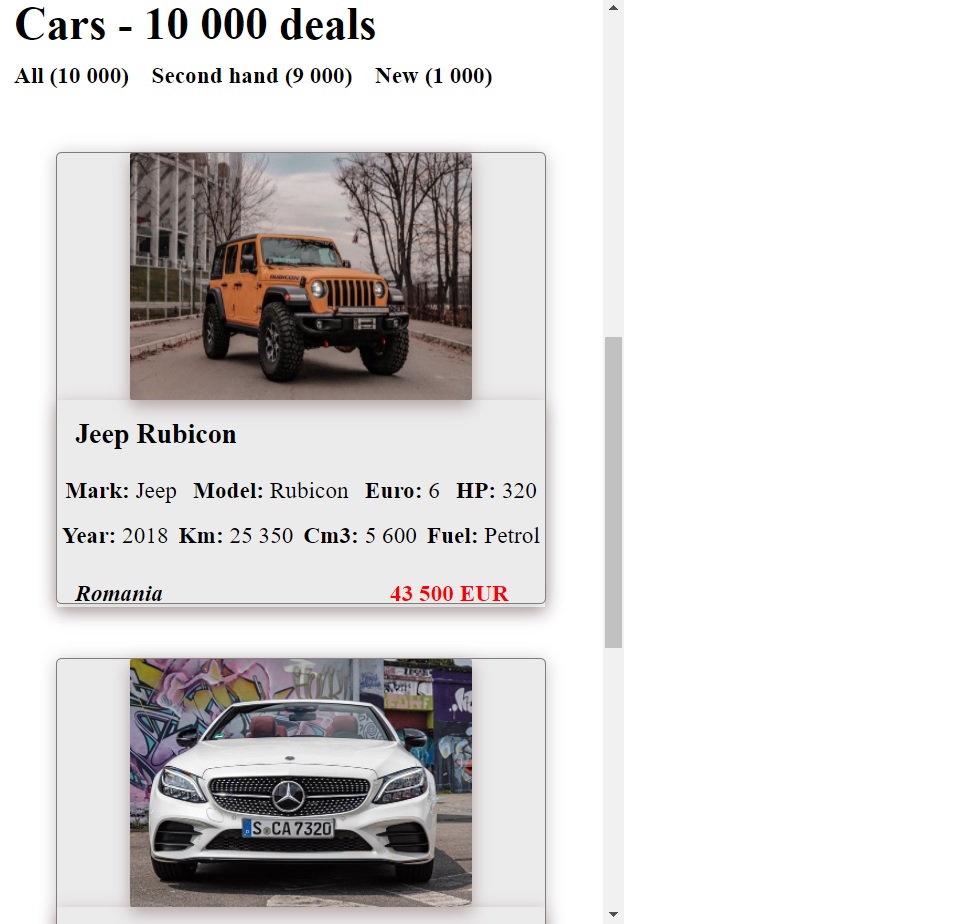 Cars - 10 000 deals
All (10 000) Second hand (9 000) New (1 000)
RUBICON
Jeep Rubicon
Mark: Jeep Model: Rubicon Euro: 6 HP: 320
Year: 2018 Km: 25 350 Cm3: 5 600 Fuel: Petrol
Romania 43 500 EUR
S CA 7320